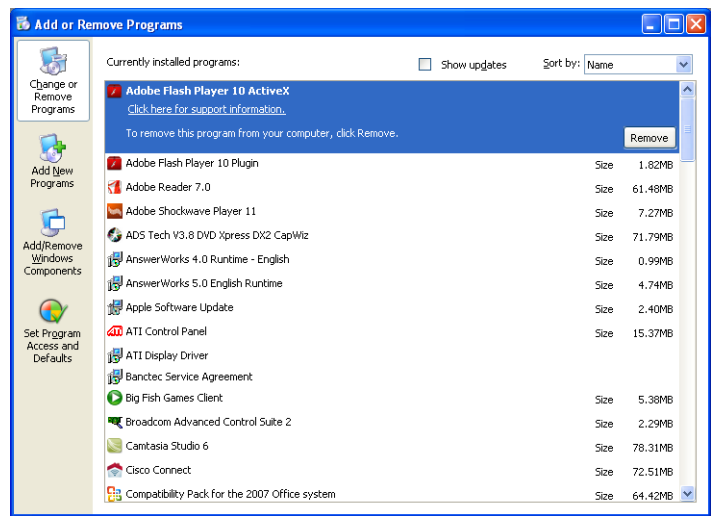 Add or Remove Programs
Change or
Remove
Programs
Add New
Programs
Add/Remove
Windows
Components
Set Program
Access and
Defaults
Currently installed programs: Show updates Sort by: Name
Adobe Flash Player 10 ActiveX
Click here for support information.
To remove this program from your computer, click Remove. Remove
Adobe Flash Player 10 Plugin Size 1.82MB
Adobe Reader 7.0 Size 61.48MB
Adobe Shockwave Player 11 Size 7.27MB
ADS Tech V3.8 DVD Xpress DX2 CapWiz Size 71.79MB
AnswerWorks 4.0 Runtime - English Size 0.99MB
AnswerWorks 5.0 English Runtime Size 4.74MB
Apple Software Update Size 2.40MB
ATI ATI Control Panel Size 15.37MB
ATI Display Driver
Banctec Service Agreement
Big Fish Games Client Size 5.38MB
Broadcom Advanced Control Suite 2 Size 2.29MB
Camtasia Studio 6 Size 78.31MB
Cisco Connect Size 72.51MB
Compatibility Pack for the 2007 Office system Size 64.42MB